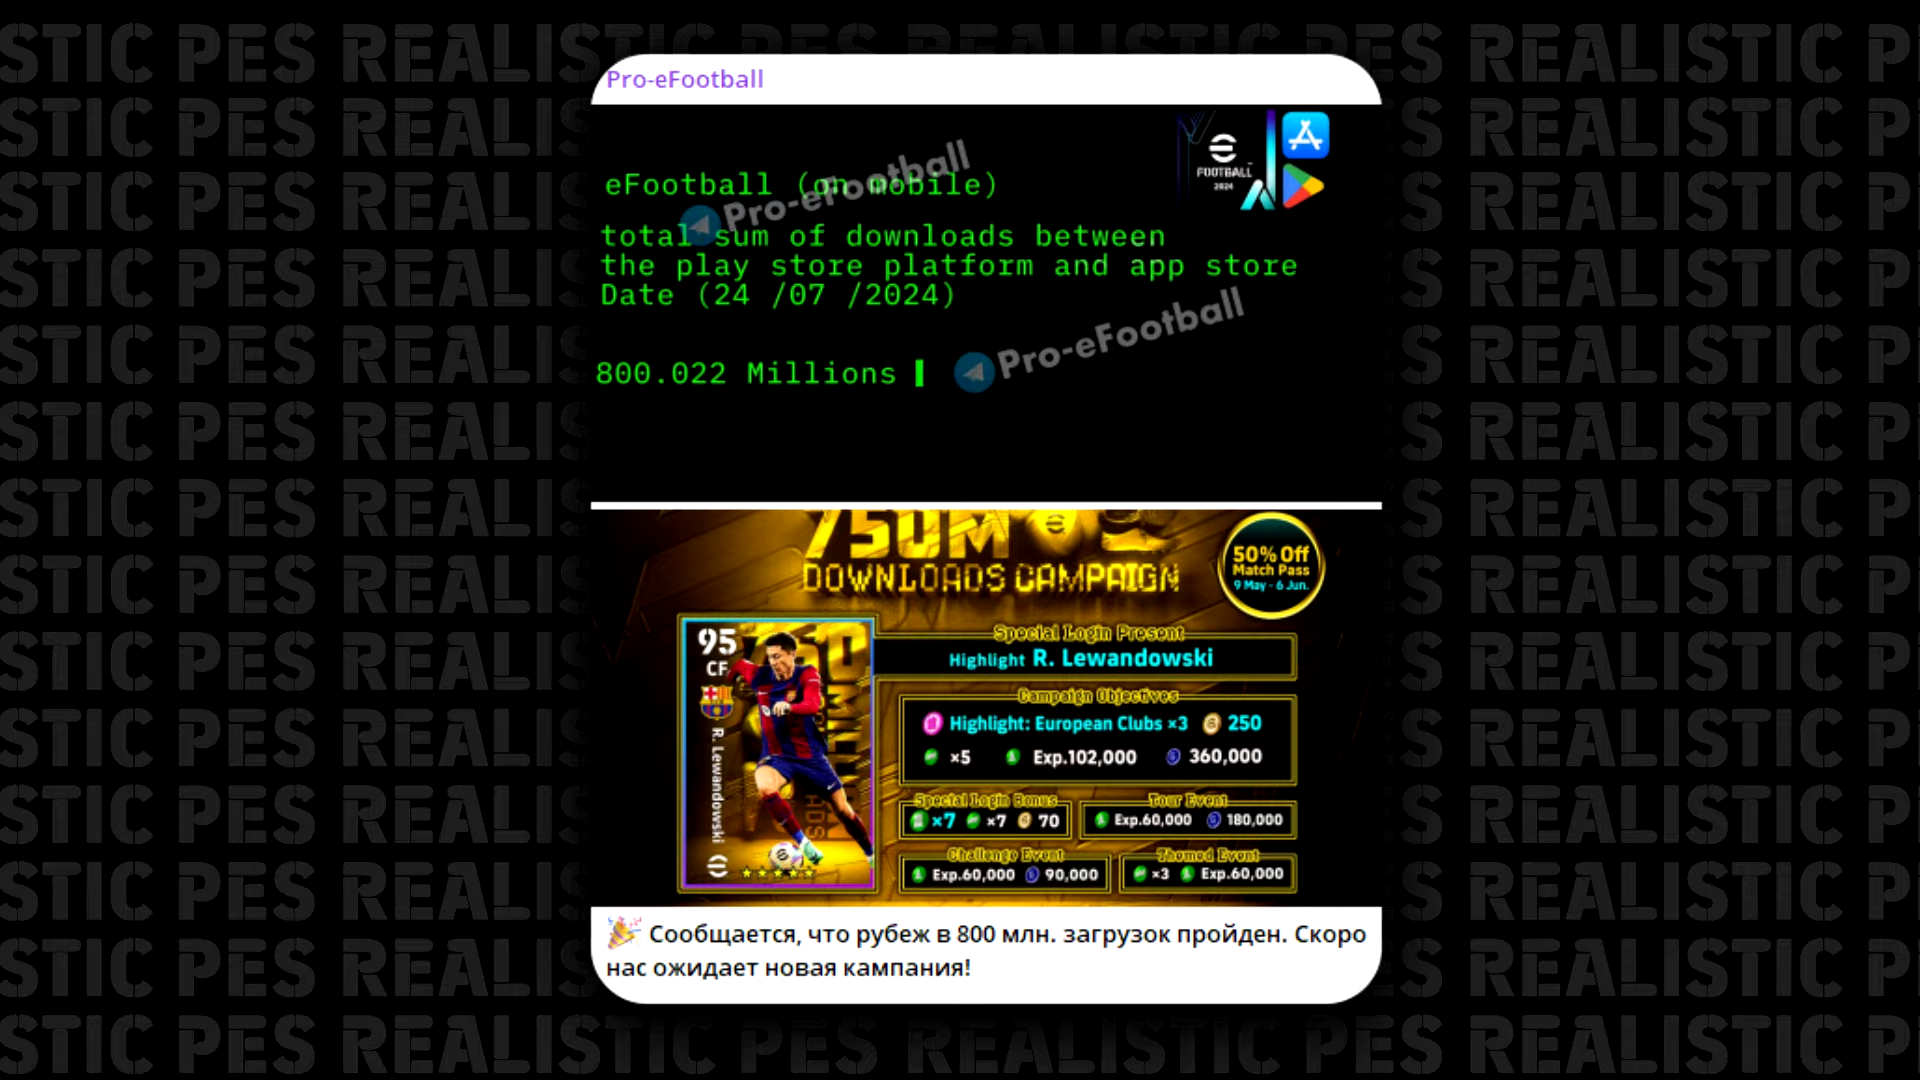 STIC PES REALISTIC PES REALISTIC PES REALISTIC P
Pro-eFootball
FOOTBALL
2024
Pro-eFootball
eFootball (on mobile)
total sum of downloads between
the play store platform and app store
Date (24 /07 /2024)
Pro-eFootball
800.022 Millions
750M
DOWNLOADS CAMPAIGN
50% Off
Match Pass
9 May - 6 Jun.
95
CF
R. Lewandowski
Special Login Present
Highlight R. Lewandowski
Campaign Objectives
Highlight: European Clubs ×3 250
×5 Exp.102,000 360,000
Special Login Bonus
×7 ×7 70
Tour Event
Exp.60,000 180,000
Challenge Event
Exp.60,000 90,000
Themed Event
×3 Exp.60,000
Сообщается, что рубеж в 800 млн. загрузок пройден. Скоро
нас ожидает новая кампания!